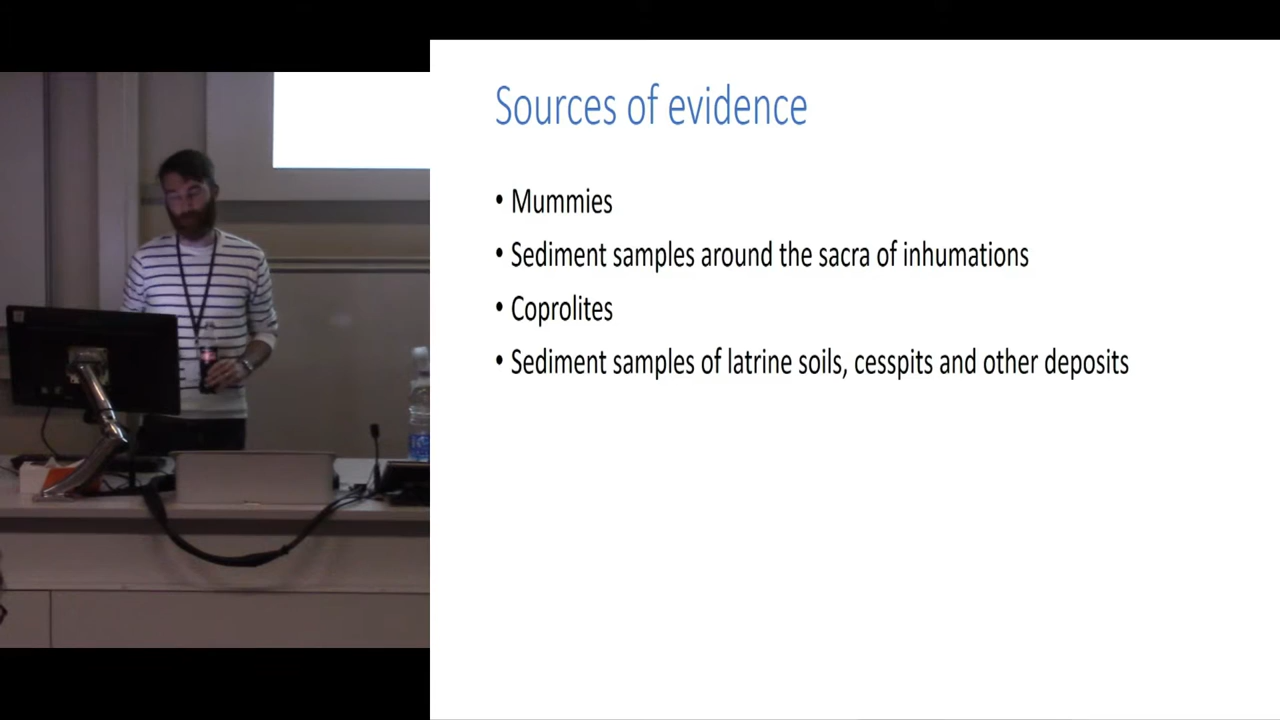 Sources of evidence
• Mummies
• Sediment samples around the sacra of inhumations
• Coprolites
• Sediment samples of latrine soils, cesspits and other deposits